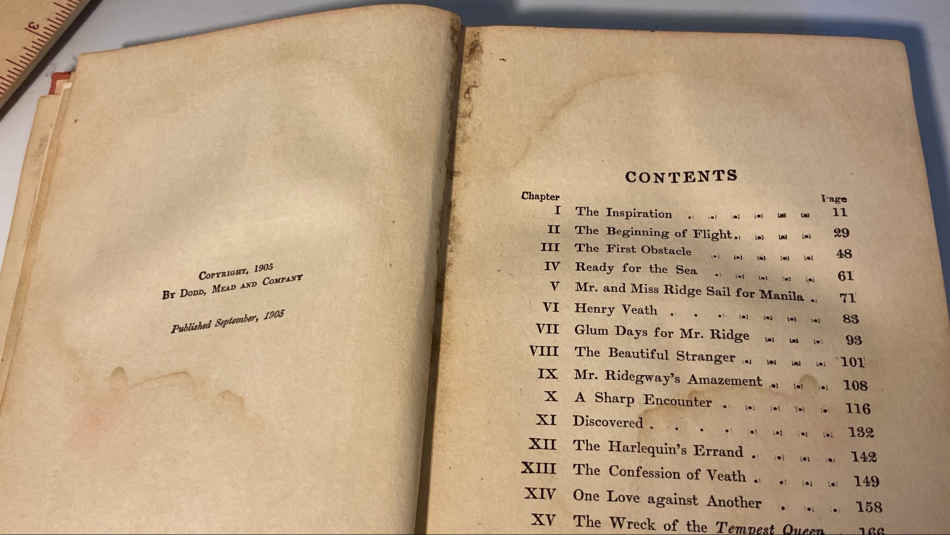 3
COPYRIGHT, 1905
BY DODD, MEAD AND COMPANY
Published September, 1905
CONTENTS
Chapter Page
I The Inspiration 11
II The Beginning of Flight 29
III The First Obstacle 48
IV Ready for the Sea 61
V Mr. and Miss Ridge Sail for Manila 71
VI Henry Veath 83
VII Glum Days for Mr. Ridge 93
VIII The Beautiful Stranger 101
IX Mr. Ridegway's Amazement 108
X A Sharp Encounter 116
XI Discovered 132
XII The Harlequin's Errand 142
XIII The Confession of Veath 149
XIV One Love against Another 158
XV The Wreck of the Tempest Queen 166